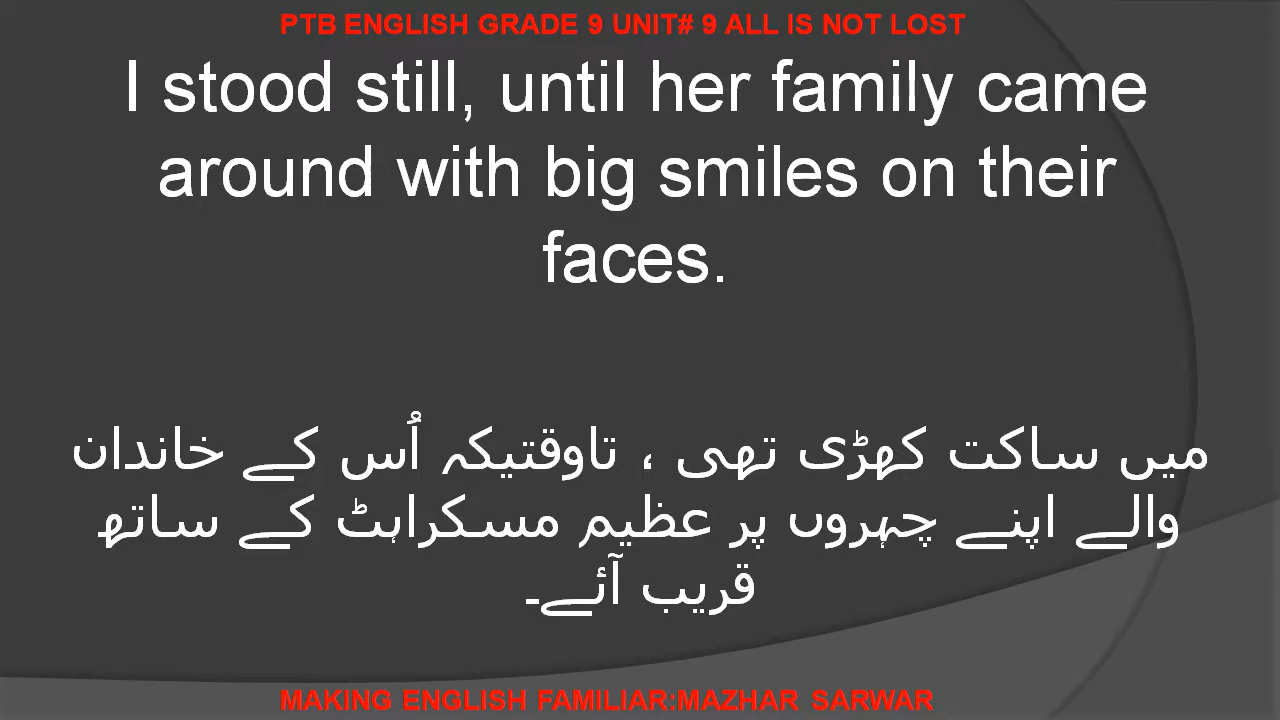 PTB ENGLISH GRADE 9 UNIT# 9 ALL IS NOT LOST
I stood still, until her family came
around with big smiles on their
faces.
میں ساکت کھڑی تھی ، تاوقتیکہ اُس کے خاندان
والے اپنے چہروں پر عظیم مسکراہٹ کے ساتھ
قریب آئے۔
MAKING ENGLISH FAMILIAR:MAZHAR SARWAR